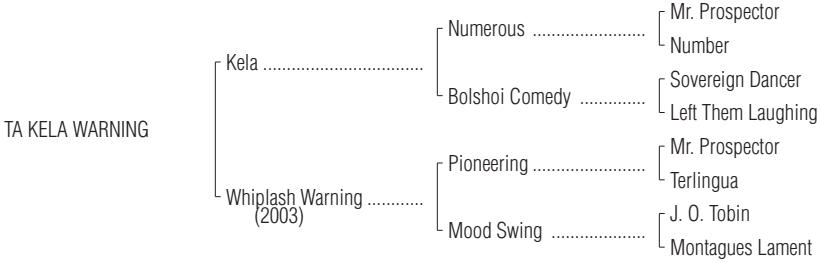 Mr. Prospector
Numerous ........................
Number
Kela ..................................
Sovereign Dancer
Bolshoi Comedy ..............
Left Them Laughing
TA KELA WARNING
Mr. Prospector
Pioneering ........................
Terlingua
Whiplash Warning ............
(2003)
J. O. Tobin
Mood Swing ....................
Montagues Lament